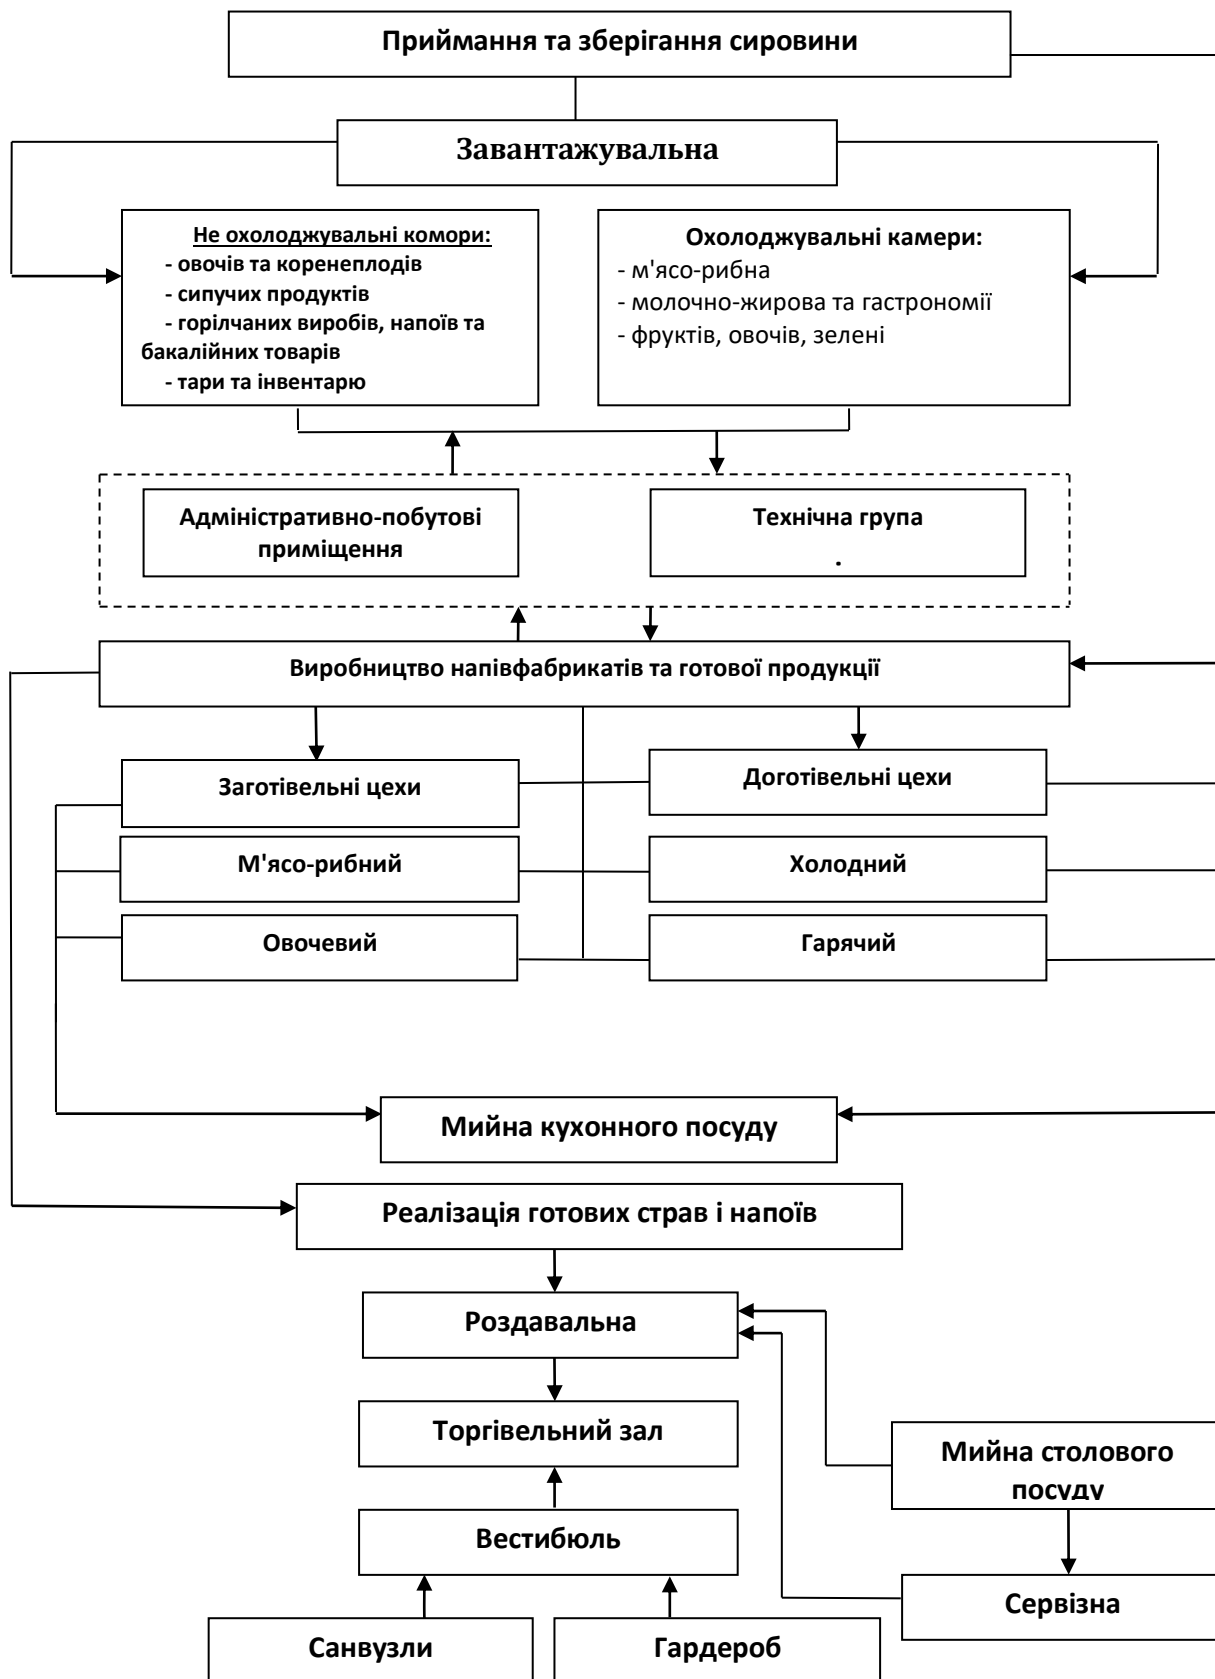 Приймання та зберігання сировини
Завантажувальна
Не охолоджувальні комори:
- овочів та коренеплодів
- сипучих продуктів
- горілчаних виробів, напоїв та
бакалійних товарів
- тари та інвентарю
Охолоджувальні камери:
- м'ясо-рибна
- молочно-жирова та гастрономії
- фруктів, овочів, зелені
Адміністративно-побутові
приміщення
Технічна група
.
Виробництво напівфабрикатів та готової продукції
Заготівельні цехи
Доготівельні цехи
М'ясо-рибний
Холодний
Овочевий
Гарячий
Мийна кухонного посуду
Реалізація готових страв і напоїв
Роздавальна
Торгівельний зал
Мийна столового
посуду
Вестибюль
Сервізна
Санвузли
Гардероб